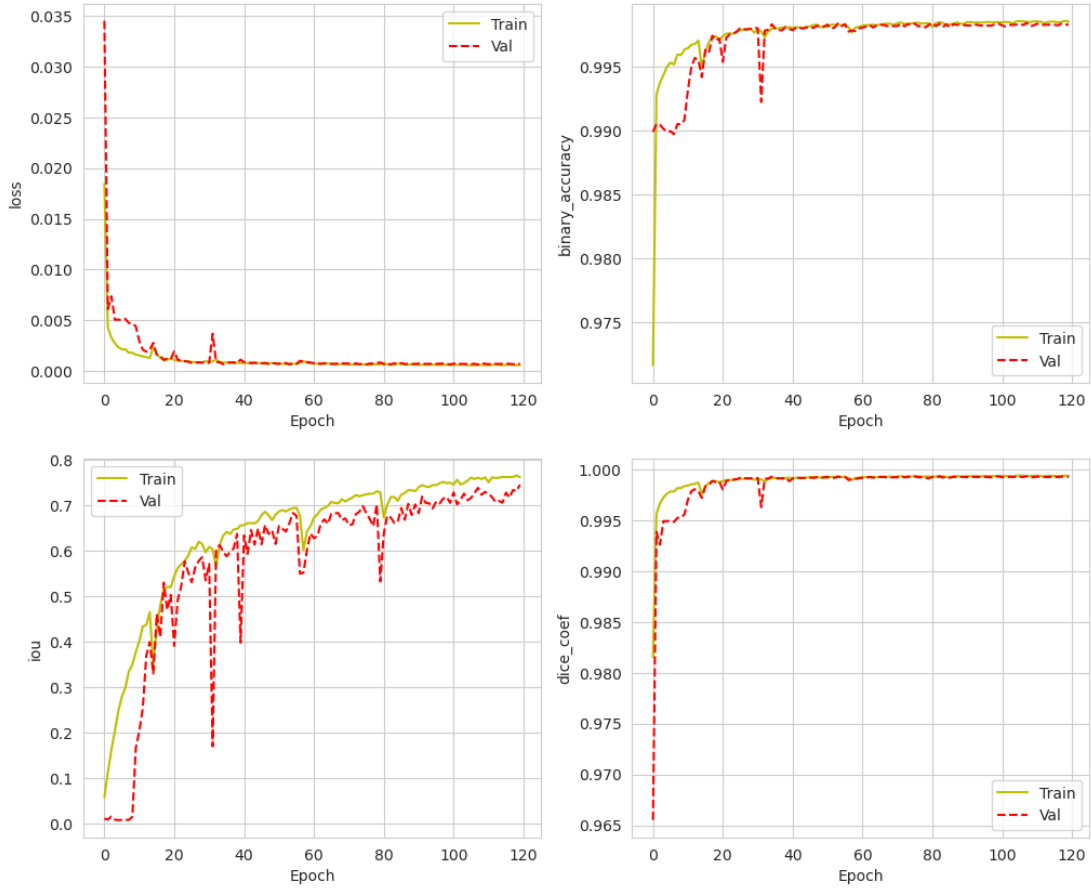 loss
0.035
0.030
0.025
0.020
0.015
0.010
0.005
0.000
0 20 40 60 80 100 120
Epoch
Train
Val
binary_accuracy
0.995
0.990
0.985
0.980
0.975
0 20 40 60 80 100 120
Epoch
Train
Val
iou
0.8
0.7
0.6
0.5
0.4
0.3
0.2
0.1
0.0
0 20 40 60 80 100 120
Epoch
Train
Val
dice_coef
1.000
0.995
0.990
0.985
0.980
0.975
0.970
0.965
0 20 40 60 80 100 120
Epoch
Train
Val